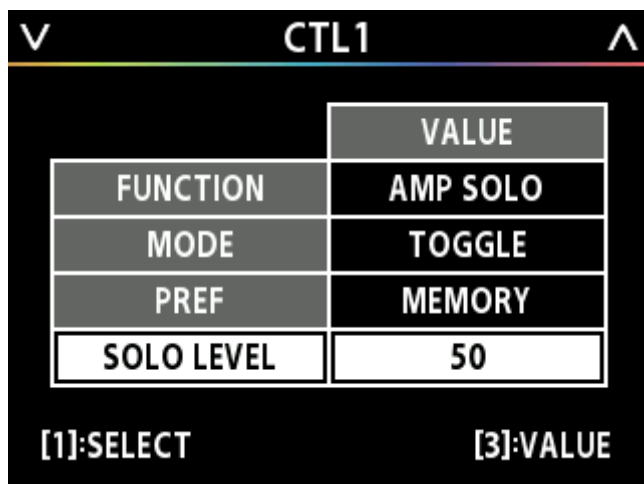 CTL1
VALUE
FUNCTION AMP SOLO
MODE TOGGLE
PREF MEMORY
SOLO LEVEL 50
[1]:SELECT [3]:VALUE